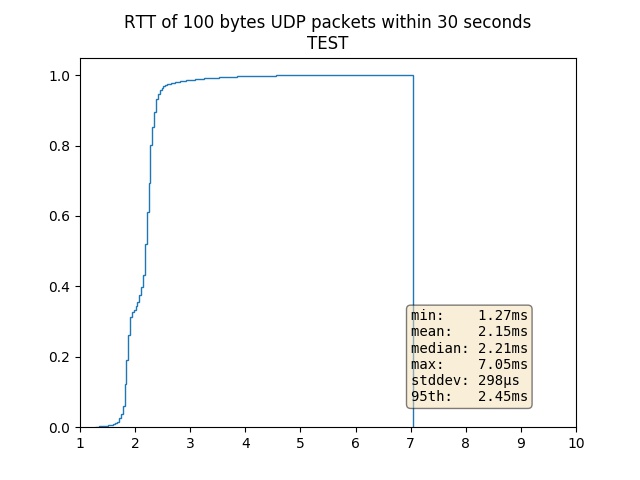 RTT of 100 bytes UDP packets within 30 seconds
TEST
1.0
0.8
0.6
0.4
0.2
0.0
min: 1.27ms
mean: 2.15ms
median: 2.21ms
max: 7.05ms
stddev: 298µs
95th: 2.45ms
1 2 3 4 5 6 7 8 9 10